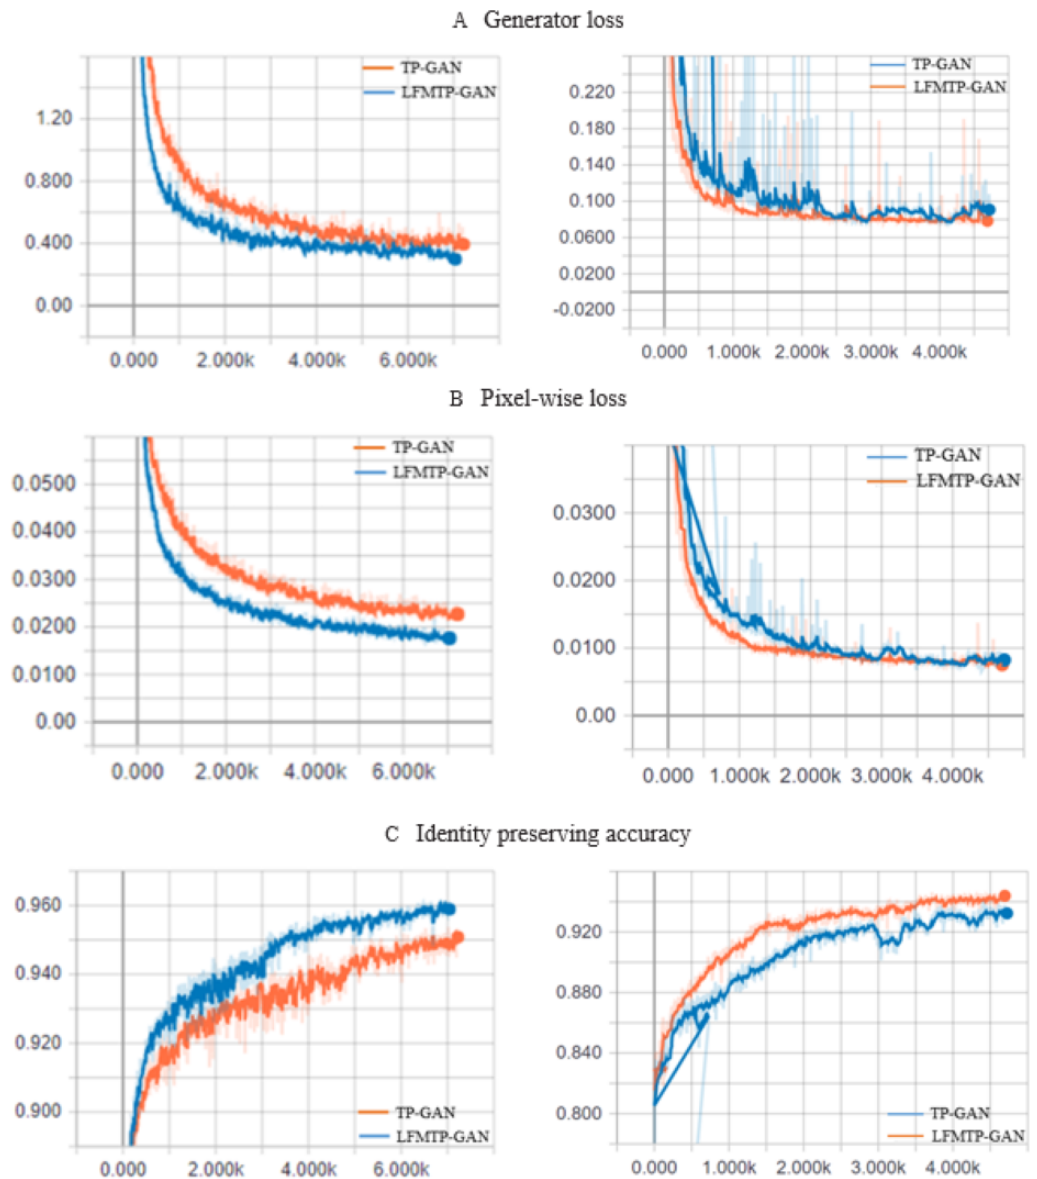 A Generator loss
TP-GAN
LFMTP-GAN
1.20
0.800
0.400
0.00
0.000 2.000k 4.000k 6.000k
TP-GAN
LFMTP-GAN
0.220
0.180
0.140
0.100
0.0600
0.0200
-0.0200
0.000 1.000k 2.000k 3.000k 4.000k
B Pixel-wise loss
TP-GAN
LFMTP-GAN
0.0500
0.0400
0.0300
0.0200
0.0100
0.00
0.000 2.000k 4.000k 6.000k
TP-GAN
LFMTP-GAN
0.0300
0.0200
0.0100
0.00
0.000 1.000k 2.000k 3.000k 4.000k
C Identity preserving accuracy
0.960
0.940
0.920
0.900
TP-GAN
LFMTP-GAN
0.000 2.000k 4.000k 6.000k
0.920
0.880
0.840
0.800
TP-GAN
LFMTP-GAN
0.000 1.000k 2.000k 3.000k 4.000k